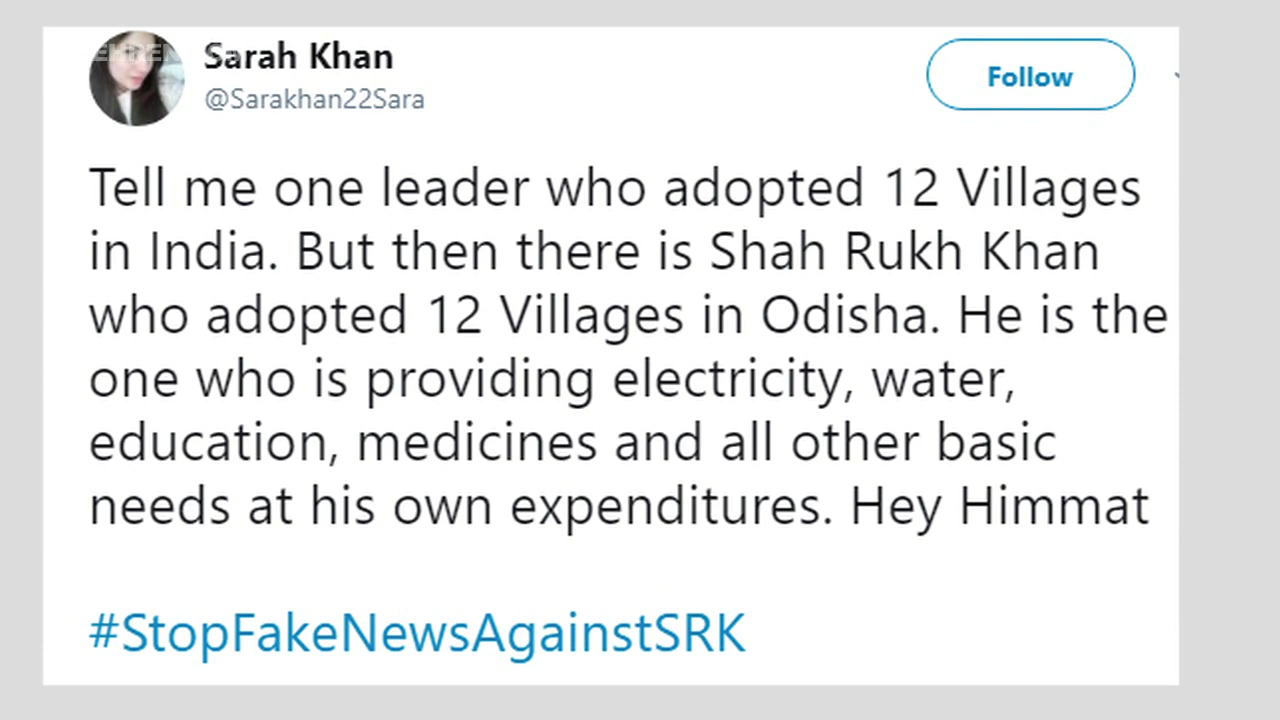 Sarah Khan
@Sarakhan22Sara
Follow
Tell me one leader who adopted 12 Villages
in India. But then there is Shah Rukh Khan
who adopted 12 Villages in Odisha. He is the
one who is providing electricity, water,
education, medicines and all other basic
needs at his own expenditures. Hey Himmat
#StopFakeNewsAgainstSRK